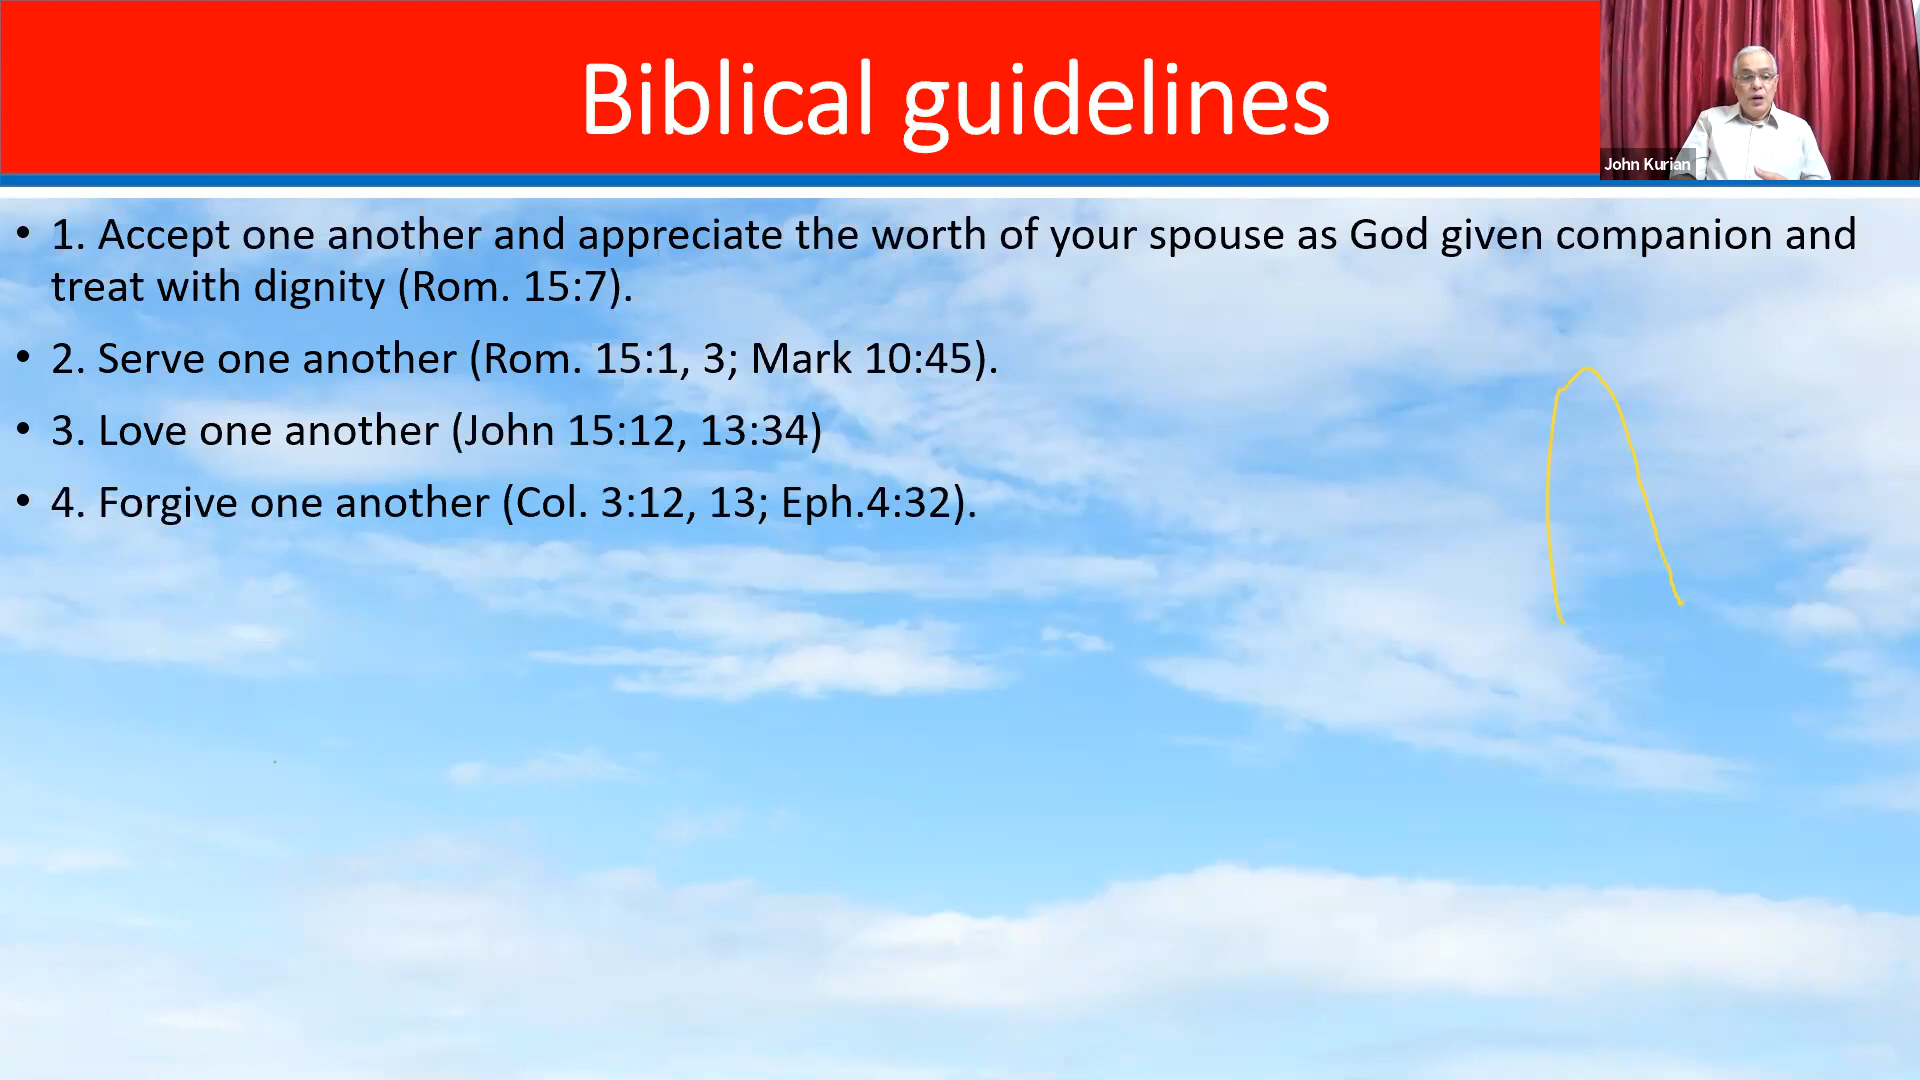 Biblical guidelines
John Kurian
• 1. Accept one another and appreciate the worth of your spouse as God given companion and
treat with dignity (Rom. 15:7).
• 2. Serve one another (Rom. 15:1, 3; Mark 10:45).
• 3. Love one another (John 15:12, 13:34)
• 4. Forgive one another (Col. 3:12, 13; Eph.4:32).